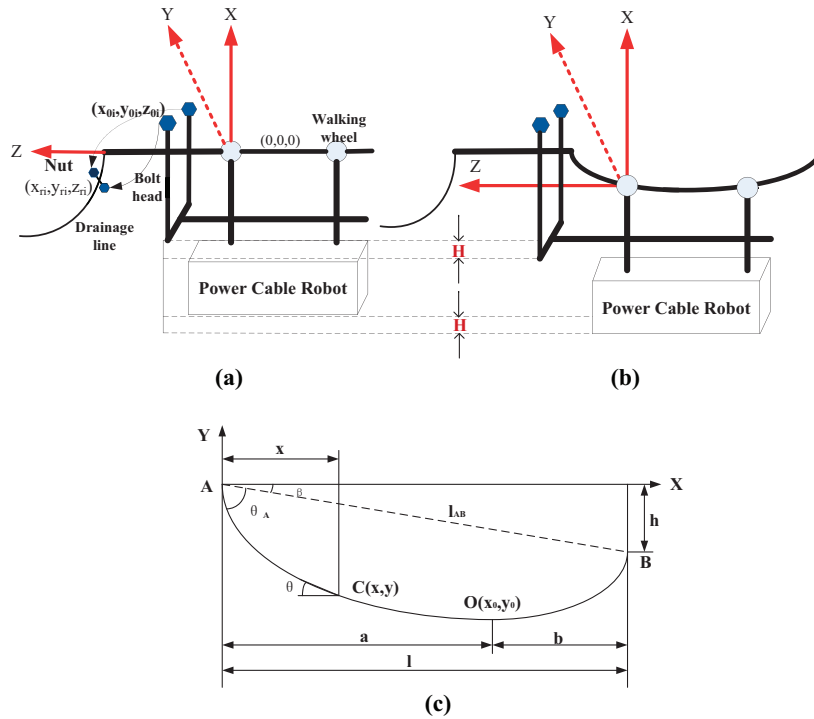 Y
X
(x0i,y0i,z0i)
Walking
wheel
(0,0,0)
Z
Nut
(xri,yri,zri)
Bolt
head
Drainage
line
H
Power Cable Robot
H
(a)
Y
X
Z
Power Cable Robot
(b)
Y
x
A
β
X
θA
lAB
h
B
θ
C(x,y)
O(x0,y0)
a
b
l
(c)